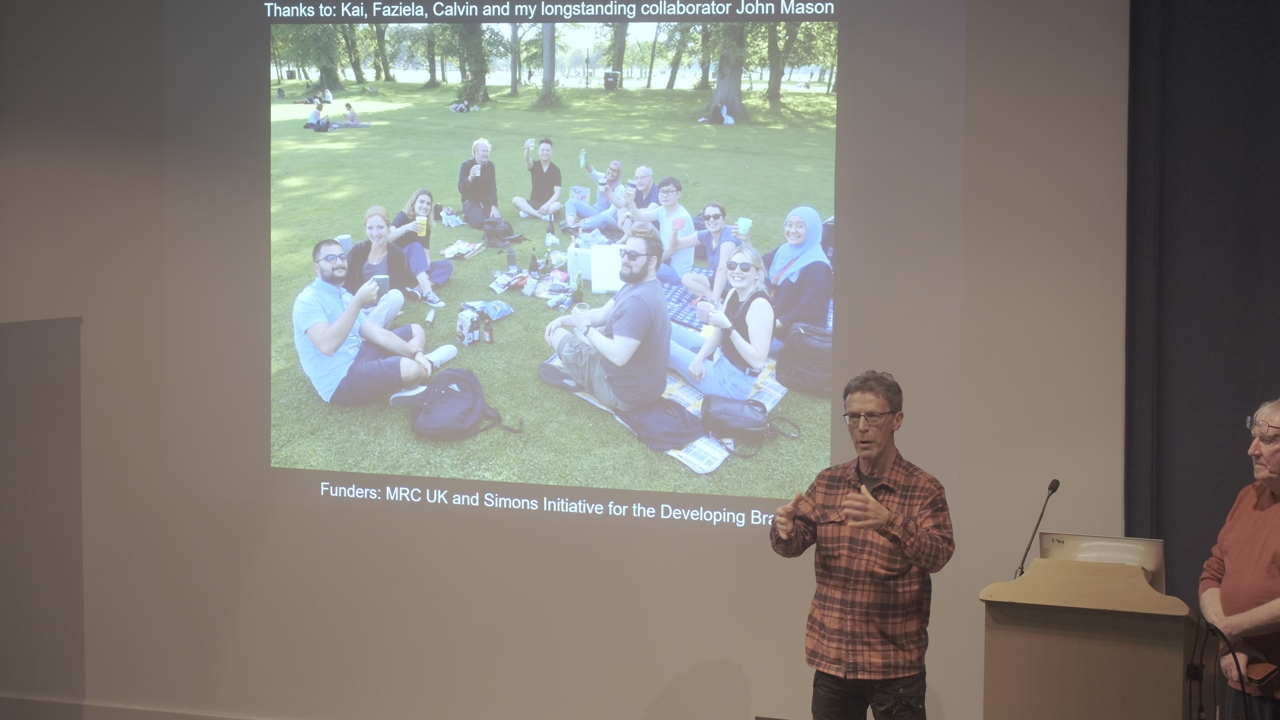 Thanks to: Kai, Faziela, Calvin and my longstanding collaborator John Mason
Funders: MRC UK and Simons Initiative for the Developing Bra